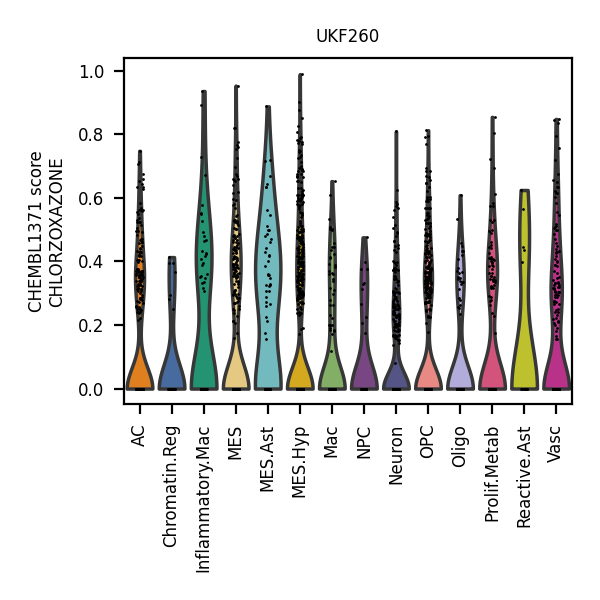 UKF260
CHEMBL1371 score
CHLORZOXAZONE
1.0
0.8
0.6
0.4
0.2
0.0
AC
Chromatin.Reg
Inflammatory.Mac
MES
MES.Ast
MES.Hyp
Mac
NPC
Neuron
OPC
Oligo
Prolif.Metab
Reactive.Ast
Vasc